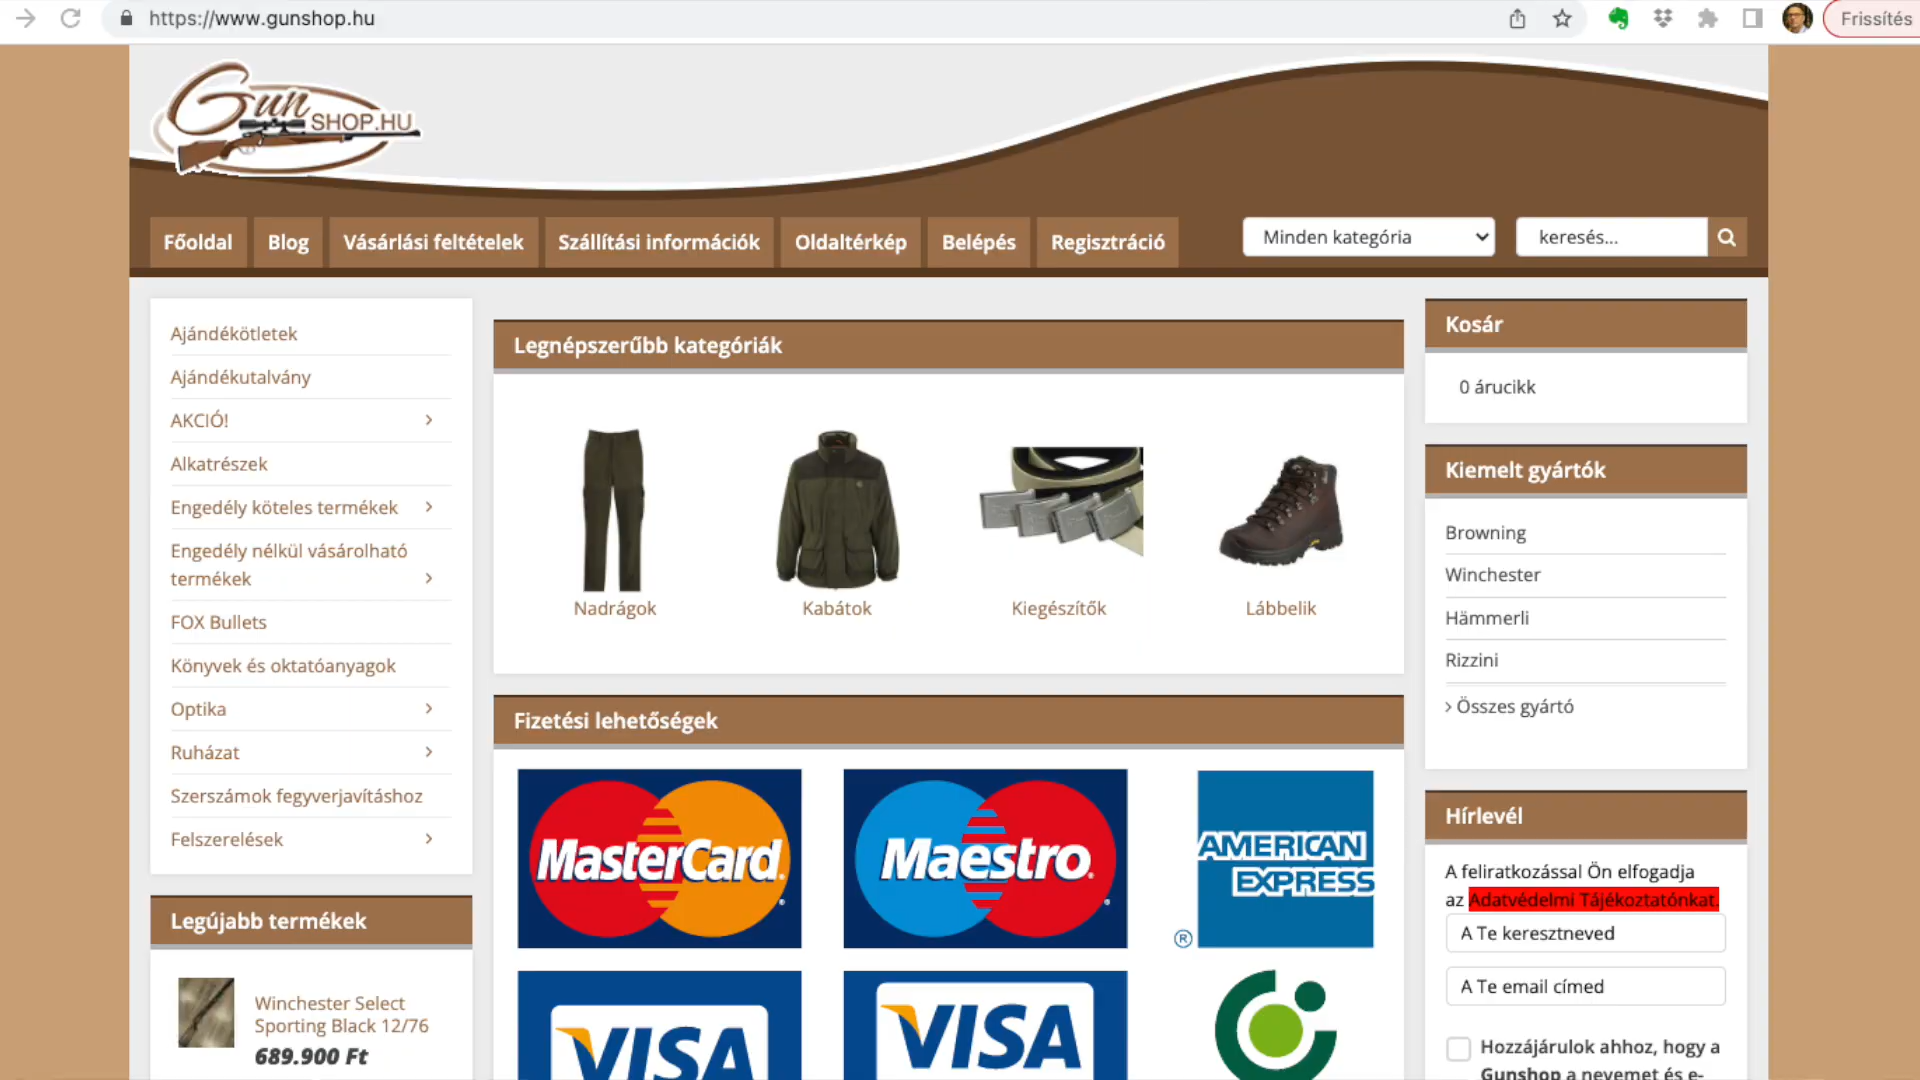 https://www.gunshop.hu
Frissítés
Gun
SHOP.HU
Főoldal
Blog
Vásárlási feltételek
Szállítási információk
Oldaltérkép
Belépés
Regisztráció
Minden kategória
keresés...
Ajándékötletek
Ajándékutalvány
AKCIÓ!
Alkatrészek
Engedély köteles termékek
Engedély nélkül vásárolható
termékek
FOX Bullets
Könyvek és oktatóanyagok
Optika
Ruházat
Szerszámok fegyverjavításhoz
Felszerelések
Legújabb termékek
Winchester Select
Sporting Black 12/76
689.900 Ft
Legnépszerűbb kategóriák
Nadrágok
Kabátok
Kiegészítők
Lábbelik
Fizetési lehetőségek
MasterCard
Maestro
AMERICAN
EXPRESS
®
VISA
VISA
Kosár
0 árucikk
Kiemelt gyártók
Browning
Winchester
Hämmerli
Rizzini
> Összes gyártó
Hírlevél
A feliratkozással Ön elfogadja
az Adatvédelmi Tájékoztatónkat.
A Te keresztneved
A Te email címed
Hozzájárulok ahhoz, hogy a
Gunshop a nevemet és e-